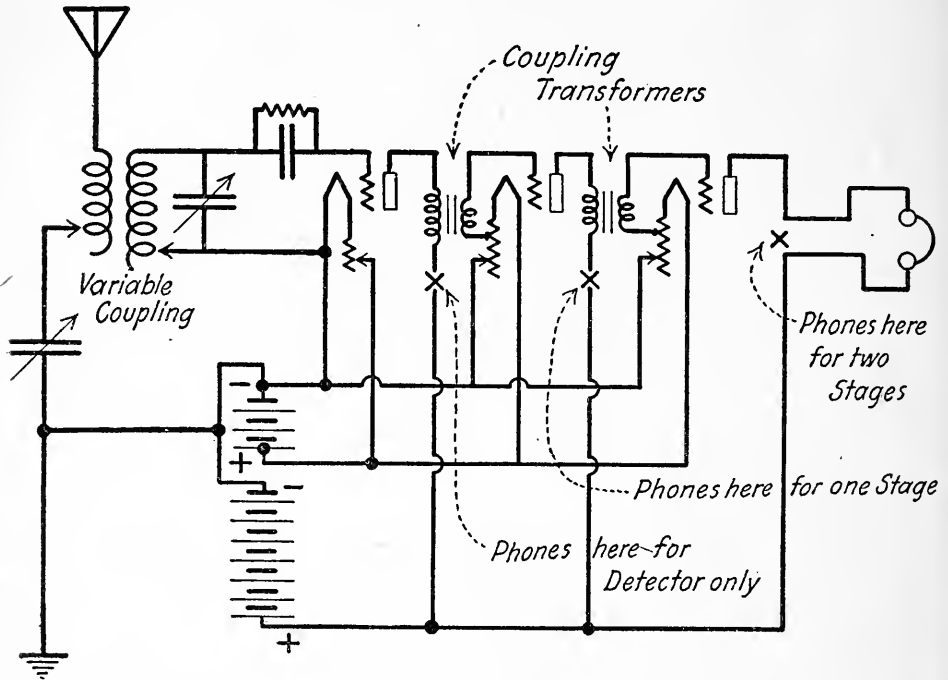 Coupling
Transformers
Variable
Coupling
Phones here
for two
Stages
−
+
−
Phones here for one Stage
Phones here for
Detector only
+